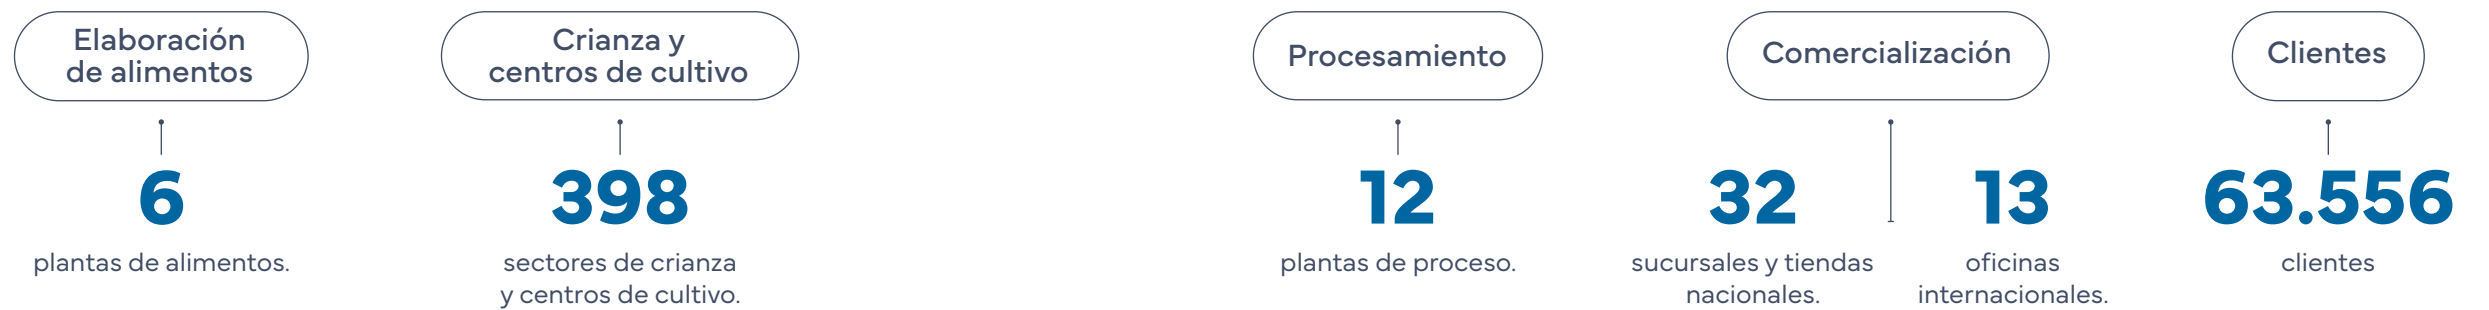 Elaboración
de alimentos
6
plantas de alimentos.
Crianza y
centros de cultivo
398
sectores de crianza
y centros de cultivo.
Procesamiento
12
plantas de proceso.
Comercialización
32
sucursales y tiendas
nacionales.
13
oficinas
internacionales.
Clientes
63.556
clientes